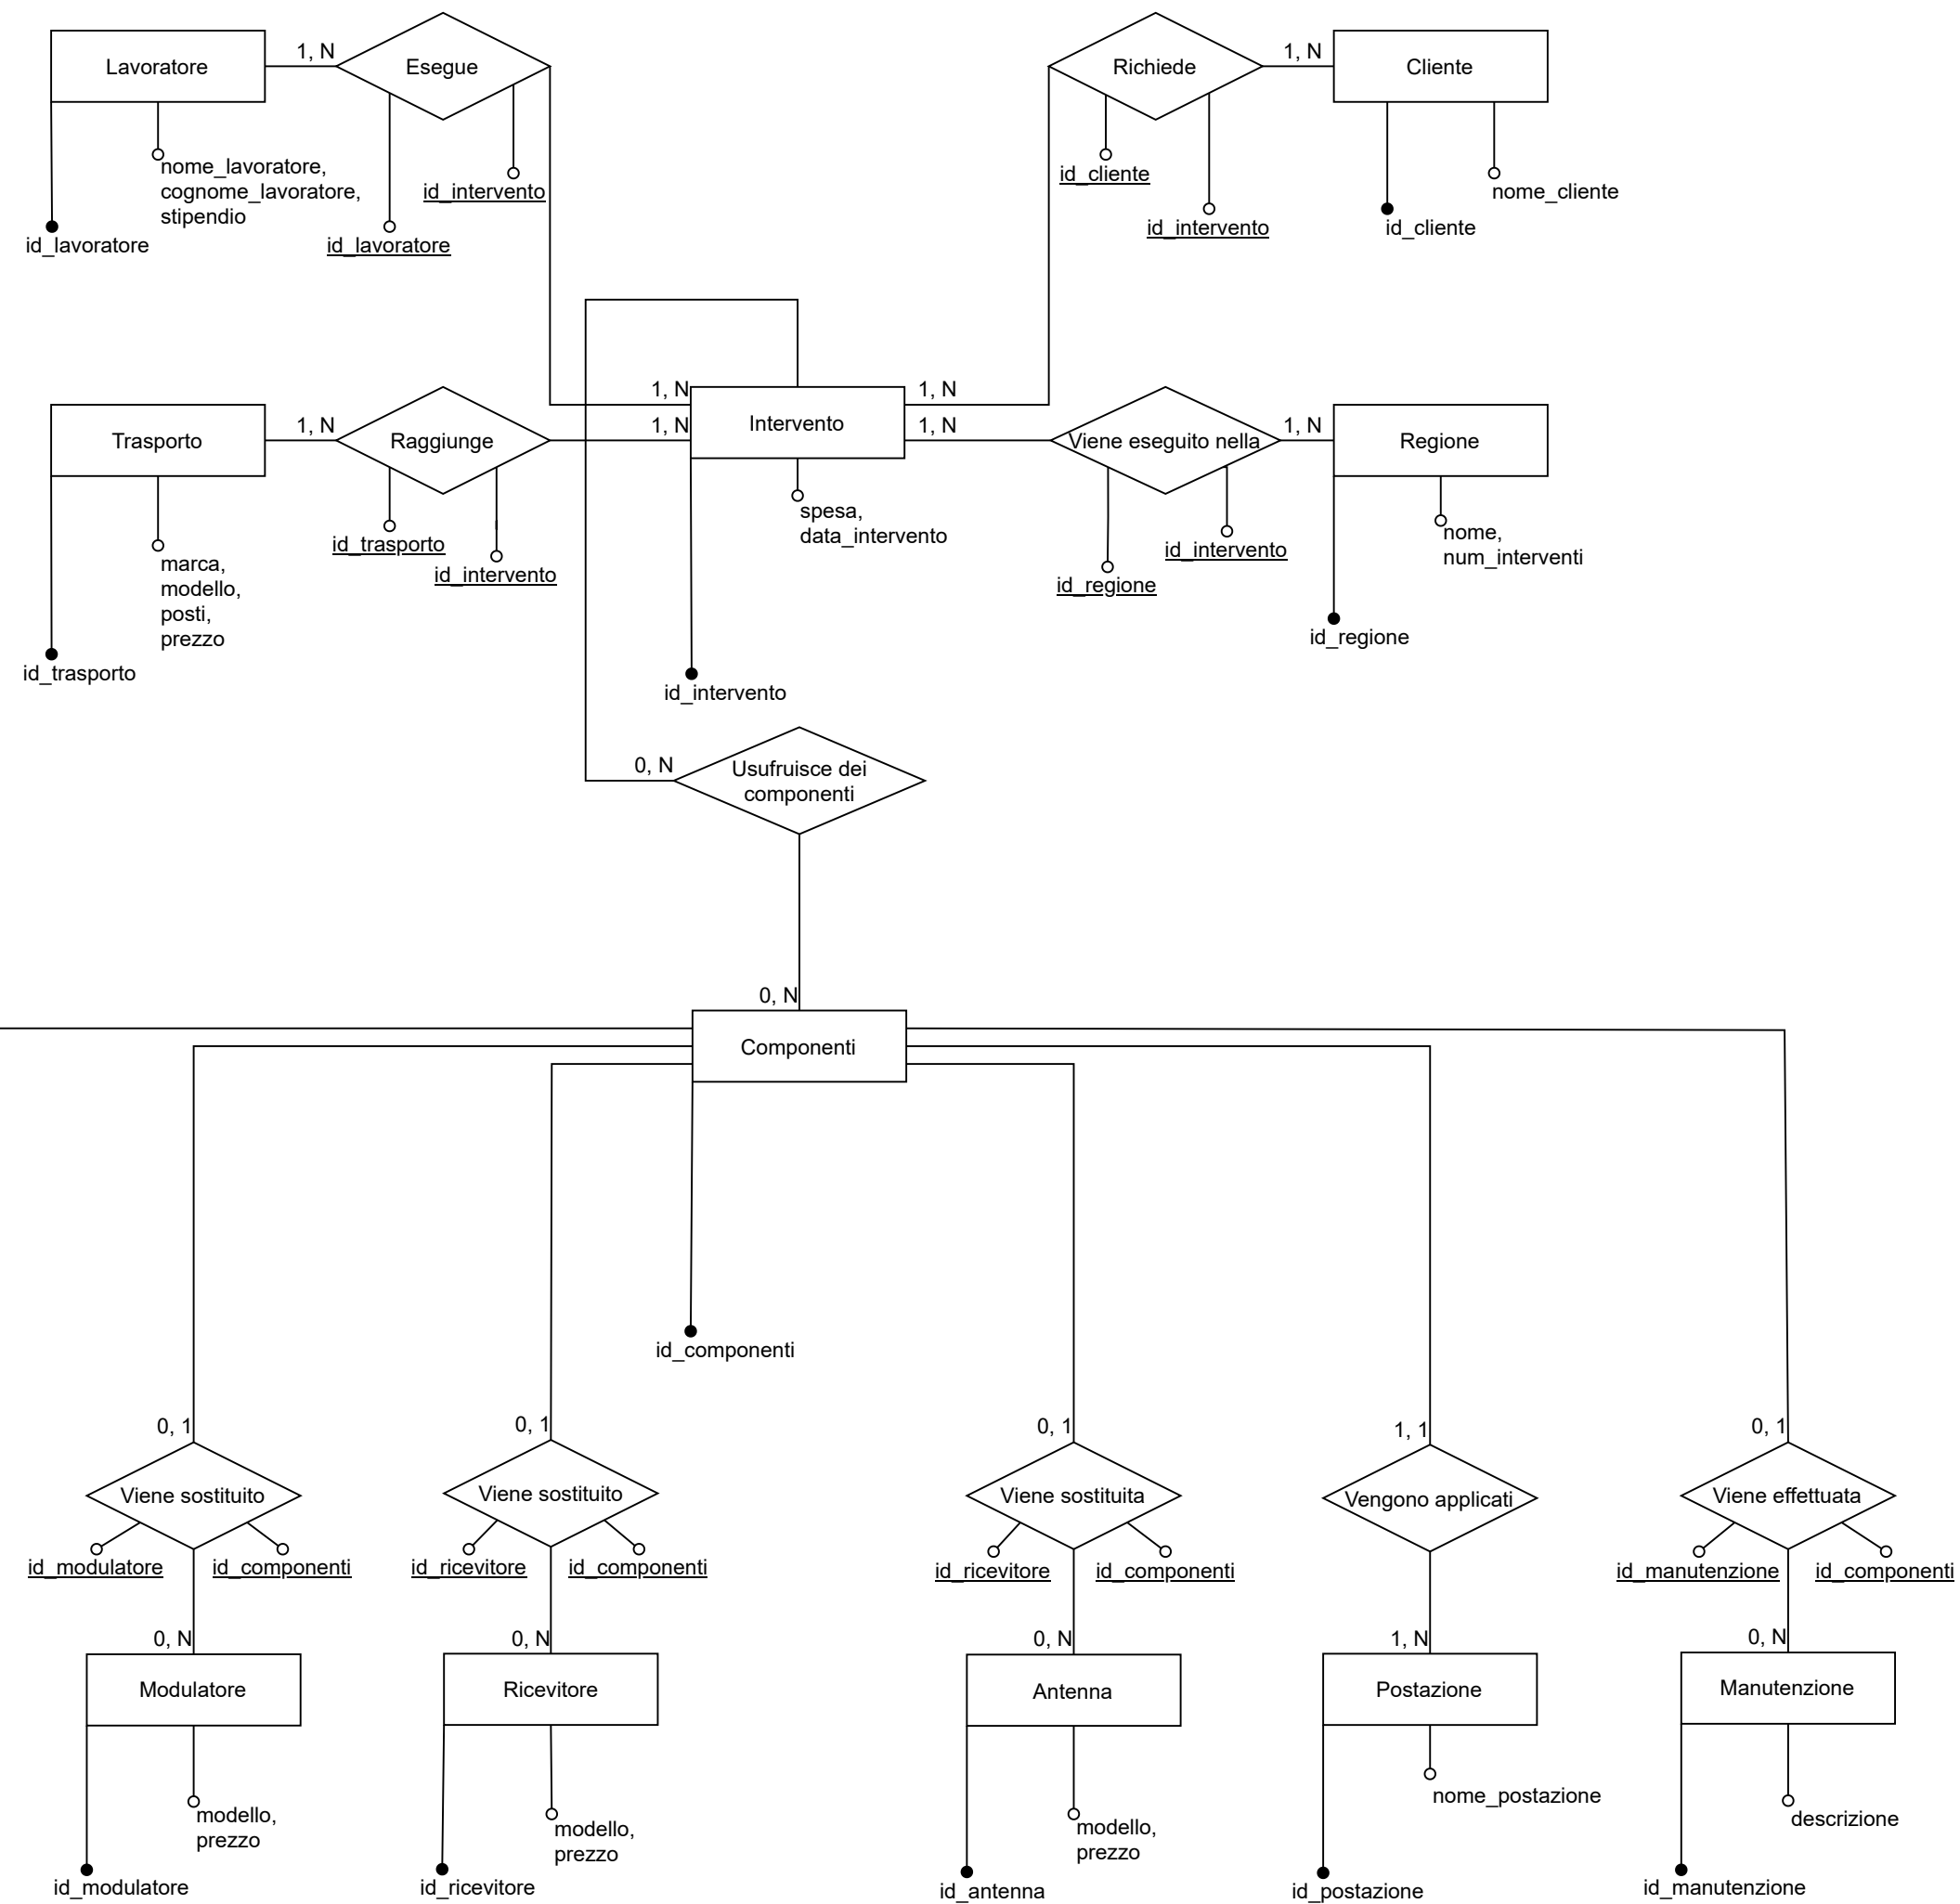 Lavoratore
1, N
Esegue
Richiede
1, N
Cliente
nome_lavoratore,
cognome_lavoratore,
stipendio
id_intervento
id_lavoratore
id_lavoratore
id_cliente
id_intervento
nome_cliente
id_cliente
1, N
1, N
Trasporto
1, N
Raggiunge
1, N
Intervento
1, N
Viene eseguito nella
1, N
Regione
spesa,
data_intervento
id_trasporto
id_intervento
marca,
modello,
posti,
prezzo
id_trasporto
id_intervento
id_regione
nome,
num_interventi
id_regione
id_intervento
0, N
Usufruisce dei
componenti
0, N
Componenti
id_componenti
0, 1
0, 1
0, 1
1, 1
0, 1
Viene sostituito
Viene sostituito
Viene sostituita
Vengono applicati
Viene effettuata
id_modulatore
id_componenti
id_ricevitore
id_componenti
id_ricevitore
id_componenti
id_manutenzione
id_componenti
0, N
0, N
0, N
1, N
0, N
Modulatore
Ricevitore
Antenna
Postazione
Manutenzione
modello,
prezzo
modello,
prezzo
modello,
prezzo
nome_postazione
descrizione
id_modulatore
id_ricevitore
id_antenna
id_postazione
id_manutenzione